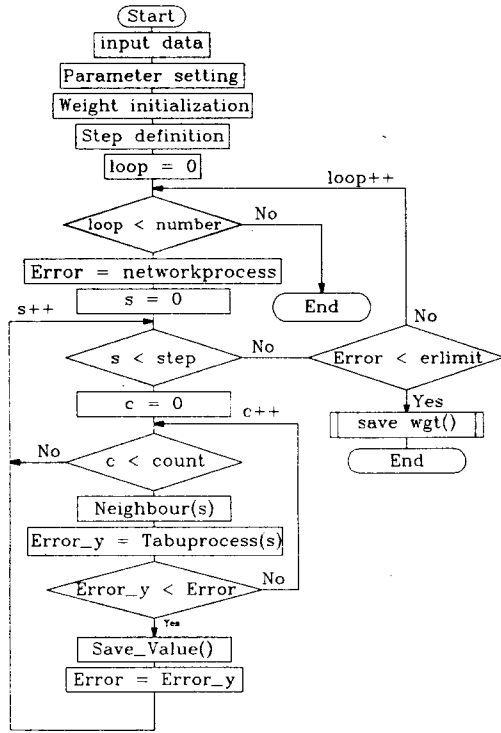 Start
input data
Parameter setting
Weight initialization
Step definition
loop = 0
loop++
loop < number
No
Error = networkprocess
s = 0
End
s++
No
s < step
No
Error < erlimit
c = 0
Yes
c++
save wgt()
No
c < count
End
Neighbour(s)
Error_y = Tabuprocess(s)
Error_y < Error
No
Yes
Save_Value()
Error = Error_y